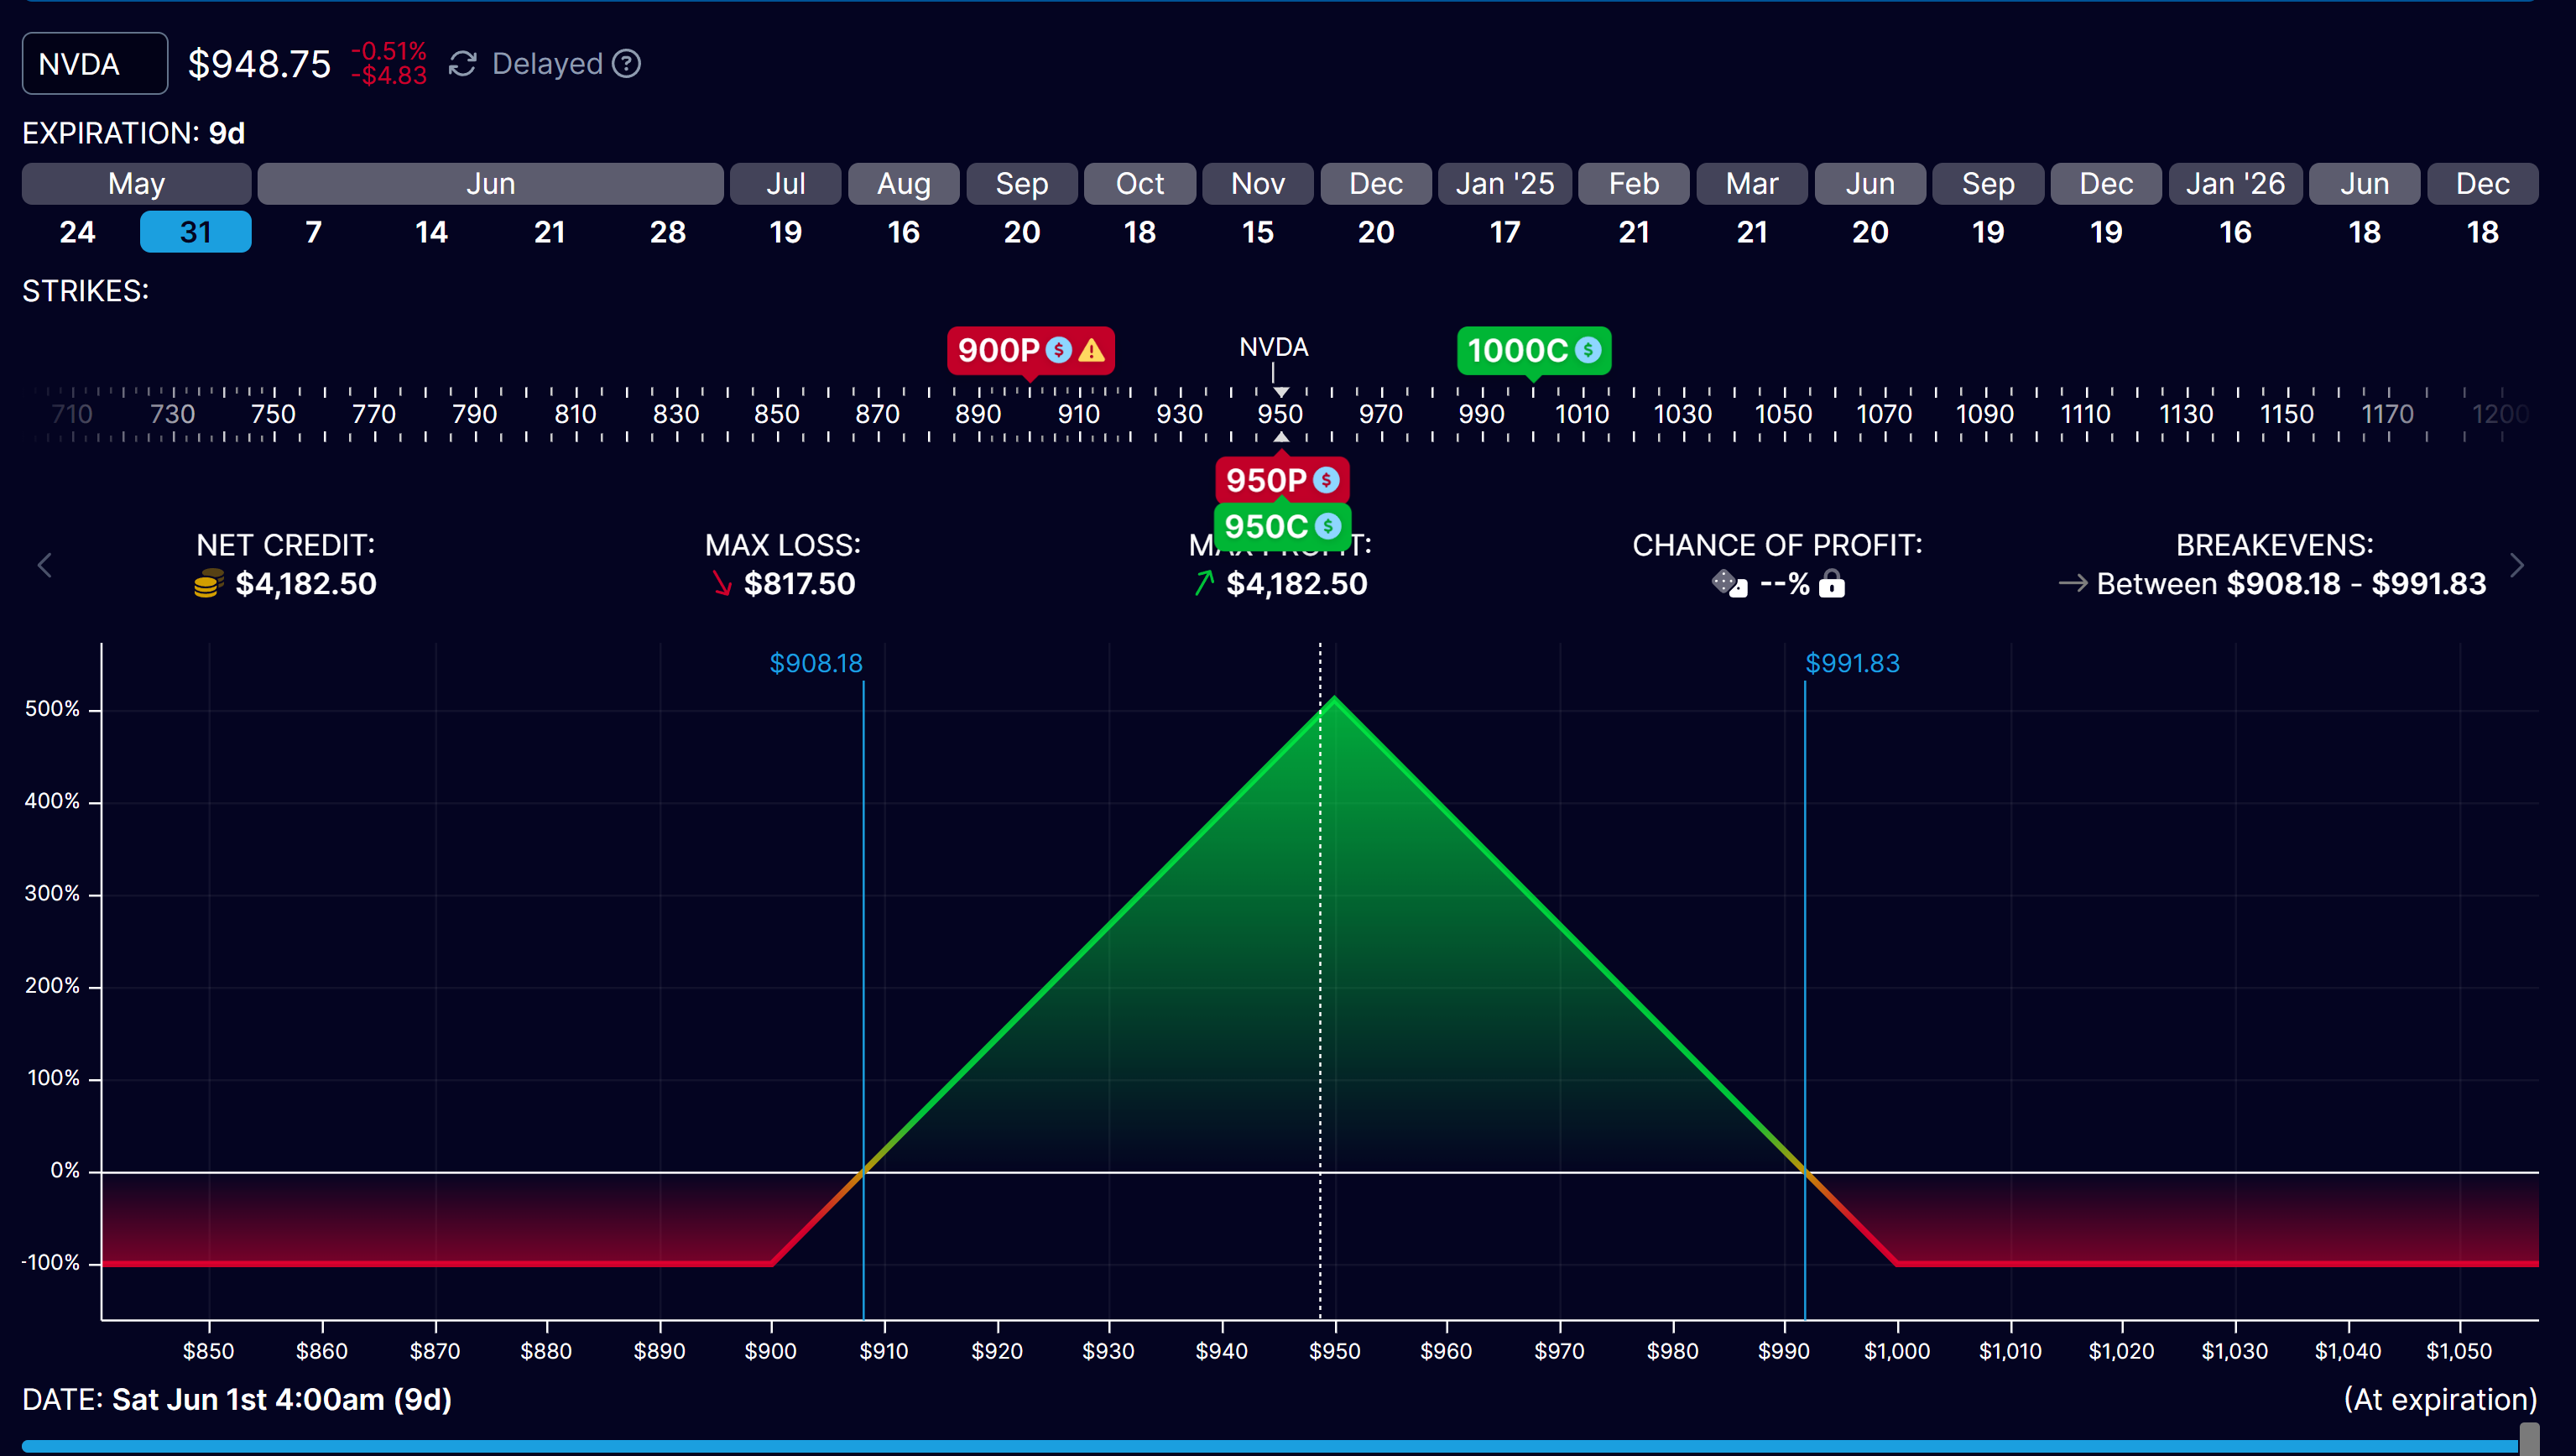 NVDA $948.75 -0.51% -$4.83 Delayed ?
EXPIRATION: 9d
May Jun Jul Aug Sep Oct Nov Dec Jan '25 Feb Mar Jun Sep Dec Jan '26 Jun Dec
24 31 7 14 21 28 19 16 20 18 15 20 17 21 21 20 19 19 16 18 18
STRIKES:
900P $ NVDA 1000C $
710 730 750 770 790 810 830 850 870 890 910 930 950 970 990 1010 1030 1050 1070 1090 1110 1130 1150 1170 1200
950P $
950C $
NET CREDIT: MAX LOSS: MAX PROFIT: CHANCE OF PROFIT: BREAKEVENS:
$4,182.50 $817.50 $4,182.50 --% Between $908.18 - $991.83
$908.18 $991.83
500%
400%
300%
200%
100%
0%
-100%
$850 $860 $870 $880 $890 $900 $910 $920 $930 $940 $950 $960 $970 $980 $990 $1,000 $1,010 $1,020 $1,030 $1,040 $1,050
DATE: Sat Jun 1st 4:00am (9d) (At expiration)